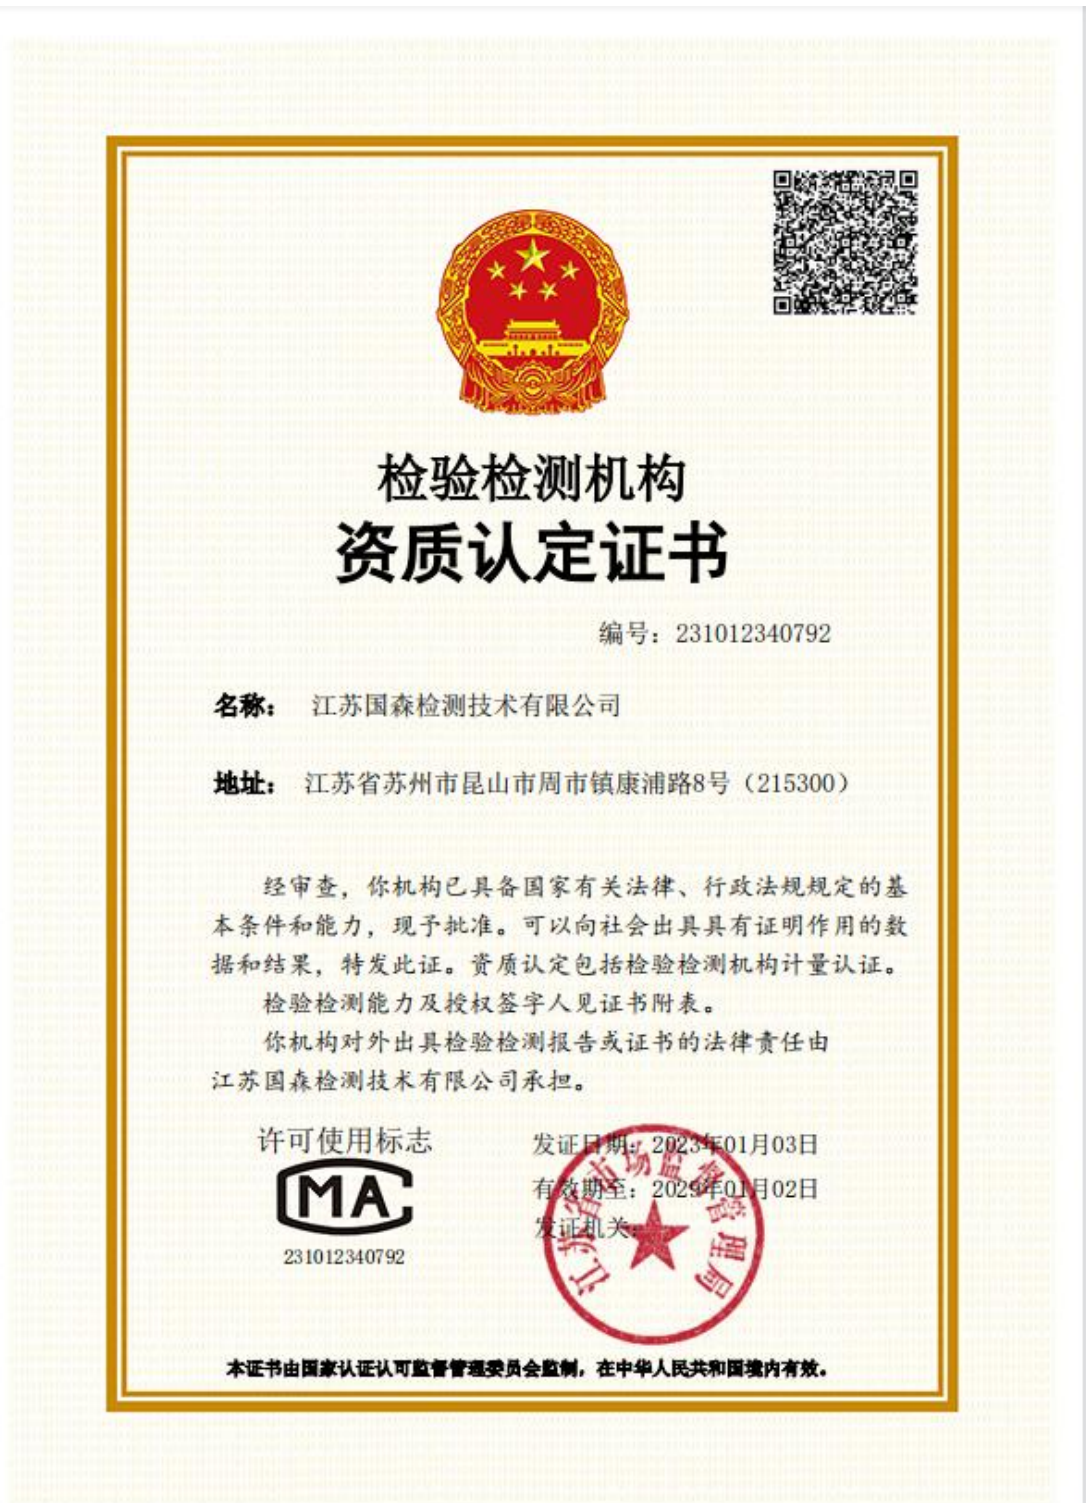 检验检测机构
资质认定证书
编号：231012340792
名称： 江苏国森检测技术有限公司
地址： 江苏省苏州市昆山市周市镇康浦路8号（215300）
经审查，你机构已具备国家有关法律、行政法规规定的基
本条件和能力，现予批准。可以向社会出具具有证明作用的数
据和结果，特发此证。资质认定包括检验检测机构计量认证。
检验检测能力及授权签字人见证书附表。
你机构对外出具检验检测报告或证书的法律责任由
江苏国森检测技术有限公司承担。
许可使用标志
MA
231012340792
发证日期：2023年01月03日
有效期至：2029年01月02日
发证机关：
江苏省市场监督管理局
本证书由国家认证认可监督管理委员会监制，在中华人民共和国境内有效。